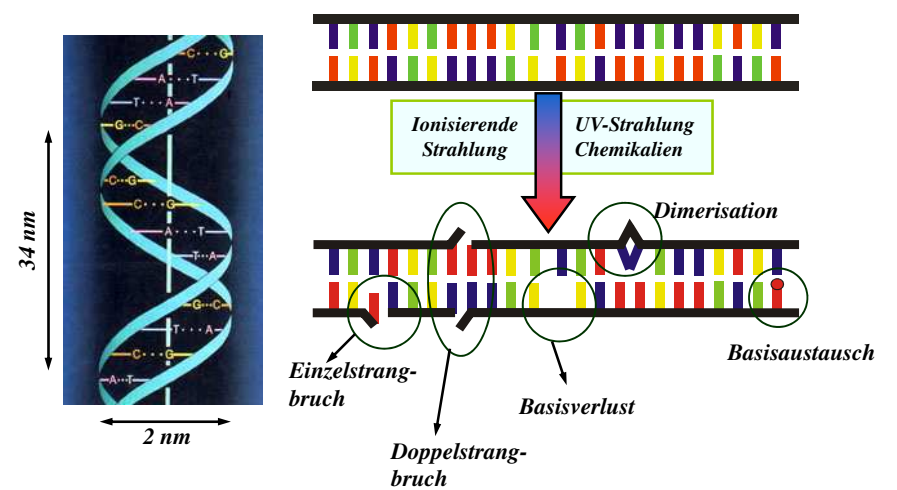 C···G
A···T
T···A
G···C
C···G
C···G
A···T
T··A
G··C
T···A
C···G
A··T
34 nm
2 nm
Ionisierende
Strahlung
UV-Strahlung
Chemikalien
Dimerisation
Einzelstrang-
bruch
Doppelstrang-
bruch
Basisverlust
Basisaustausch